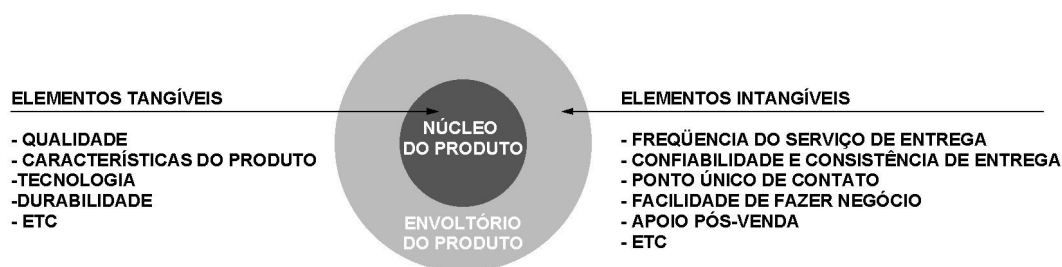 ELEMENTOS TANGÍVEIS
- QUALIDADE
- CARACTERÍSTICAS DO PRODUTO
-TECNOLOGIA
-DURABILIDADE
- ETC
NÚCLEO
DO PRODUTO
ENVOLTÓRIO
DO PRODUTO
ELEMENTOS INTANGÍVEIS
- FREQÜENCIA DO SERVIÇO DE ENTREGA
- CONFIABILIDADE E CONSISTÊNCIA DE ENTREGA
- PONTO ÚNICO DE CONTATO
- FACILIDADE DE FAZER NEGÓCIO
- APOIO PÓS-VENDA
- ETC